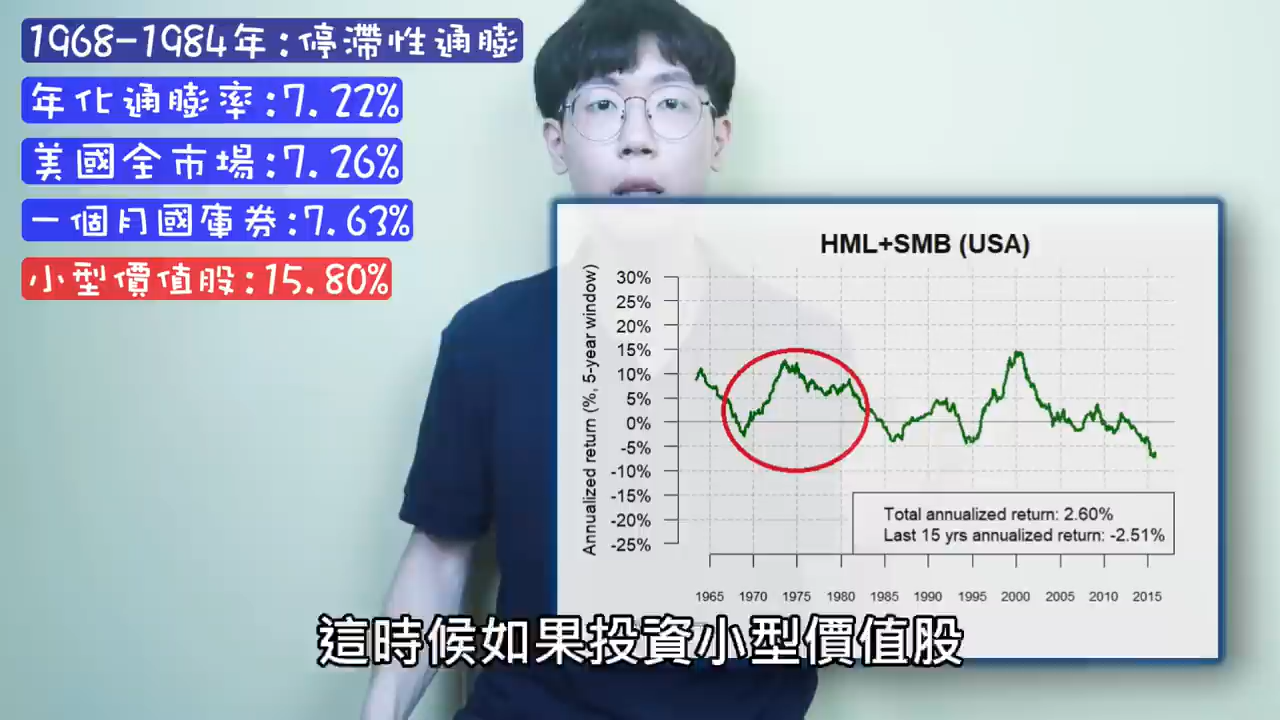 1968-1984年:停滯性通膨
年化通膨率:7.22%
美國全市場:7.26%
一個月國庫券:7.63%
小型價值股:15.80%
HML+SMB (USA)
Annualized return (%, 5-year window)
30%
25%
20%
15%
10%
5%
0%
-5%
-10%
-15%
-20%
-25%
Total annualized return: 2.60%
Last 15 yrs annualized return: -2.51%
1965 1970 1975 1980 1985 1990 1995 2000 2005 2010 2015
這時候如果投資小型價值股